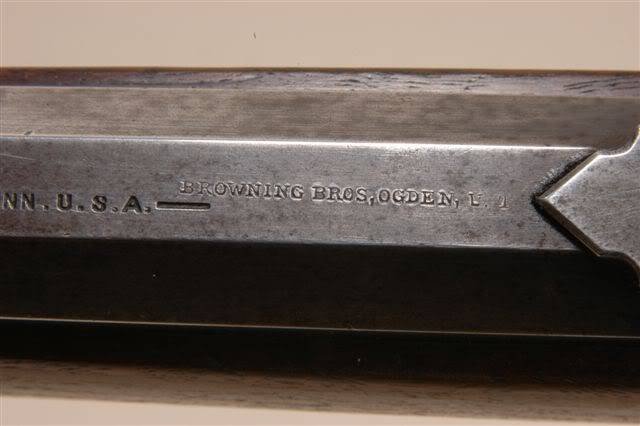 NN. U.S.A.—
BROWNING BROS, OGDEN, U.T